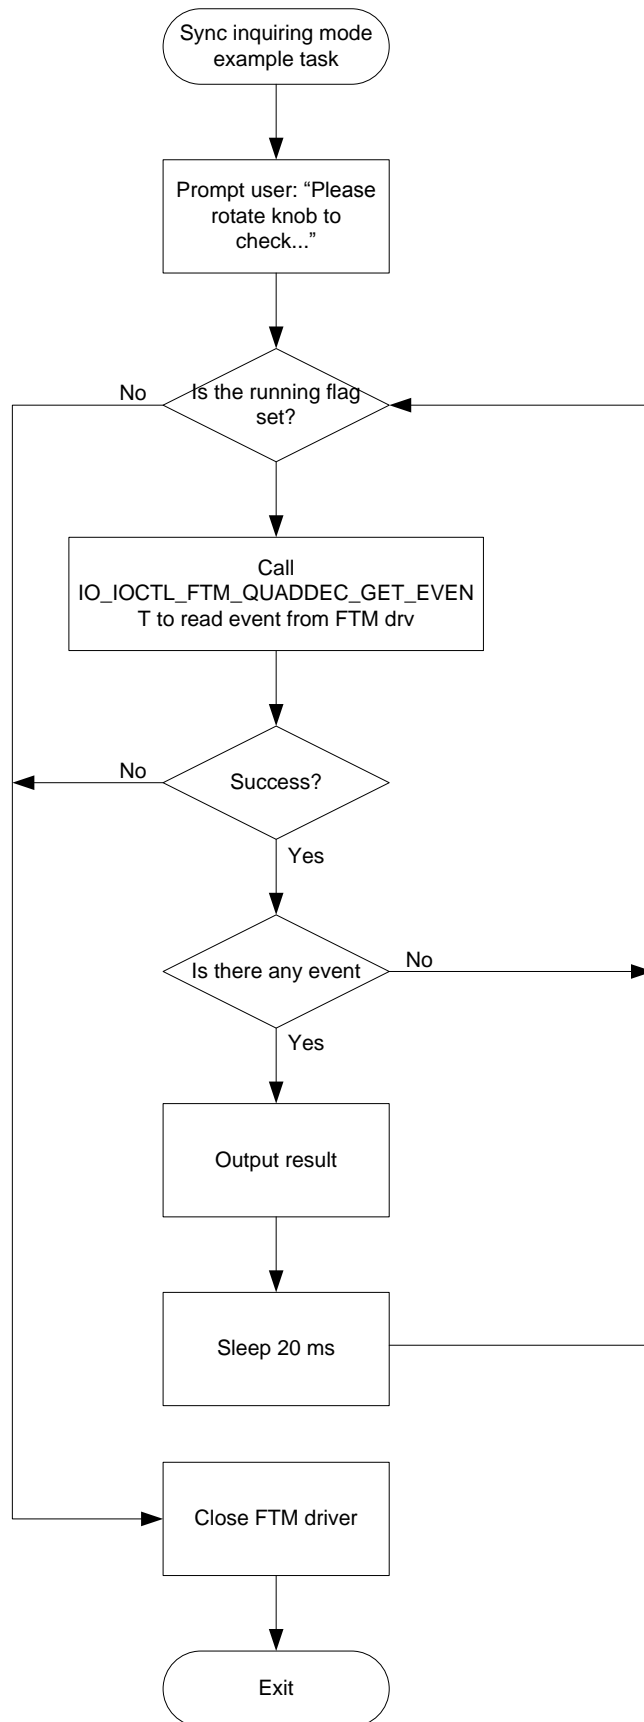 Sync inquiring mode
example task
Prompt user: “Please
rotate knob to
check...”
No
Is the running flag
set?
Call
IO_IOCTL_FTM_QUADDEC_GET_EVEN
T to read event from FTM drv
No
Success?
Yes
Is there any event
No
Yes
Output result
Sleep 20 ms
Close FTM driver
Exit